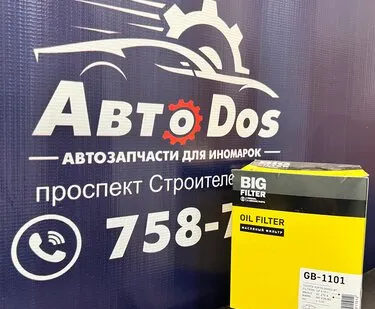 АвтоDos
АВТОЗАПЧАСТИ ДЛЯ ИНОМАРОК
проспект Строителе
758-7
BIG
FILTER
OIL FILTER
МАСЛЯНЫЙ ФИЛЬТР
GB-1101